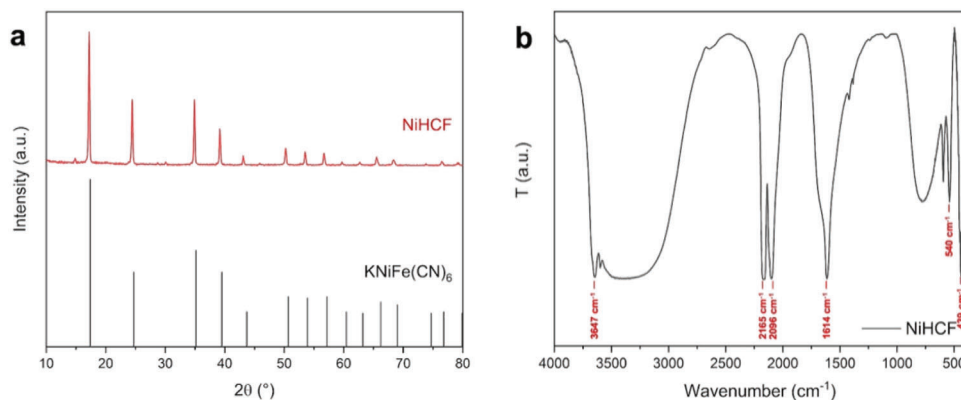 a
Intensity (a.u.)
NiHCF
KNiFe(CN)₆
10 20 30 40 50 60 70 80
2θ (°)
b
T (a.u.)
3647 cm⁻¹
2165 cm⁻¹
2096 cm⁻¹
1614 cm⁻¹
540 cm⁻¹
NiHCF
4000 3500 3000 2500 2000 1500 1000 500
Wavenumber (cm⁻¹)